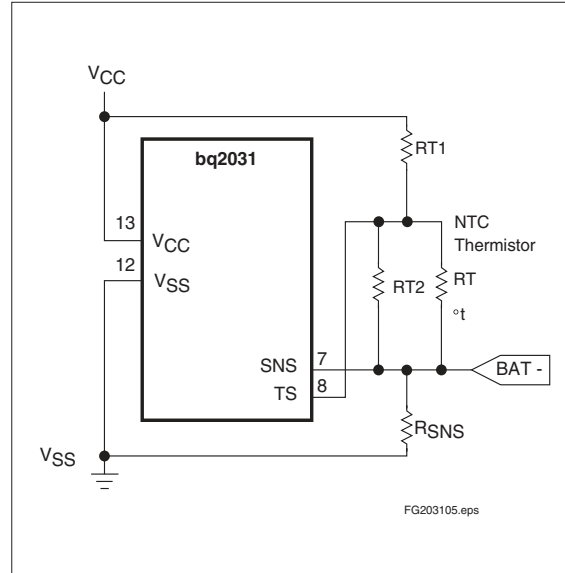 VCC
bq2031
RT1
13
VCC
NTC
Thermistor
12
VSS
RT2
RT
°t
SNS
7
BAT -
TS
8
RSNS
VSS
FG203105.eps